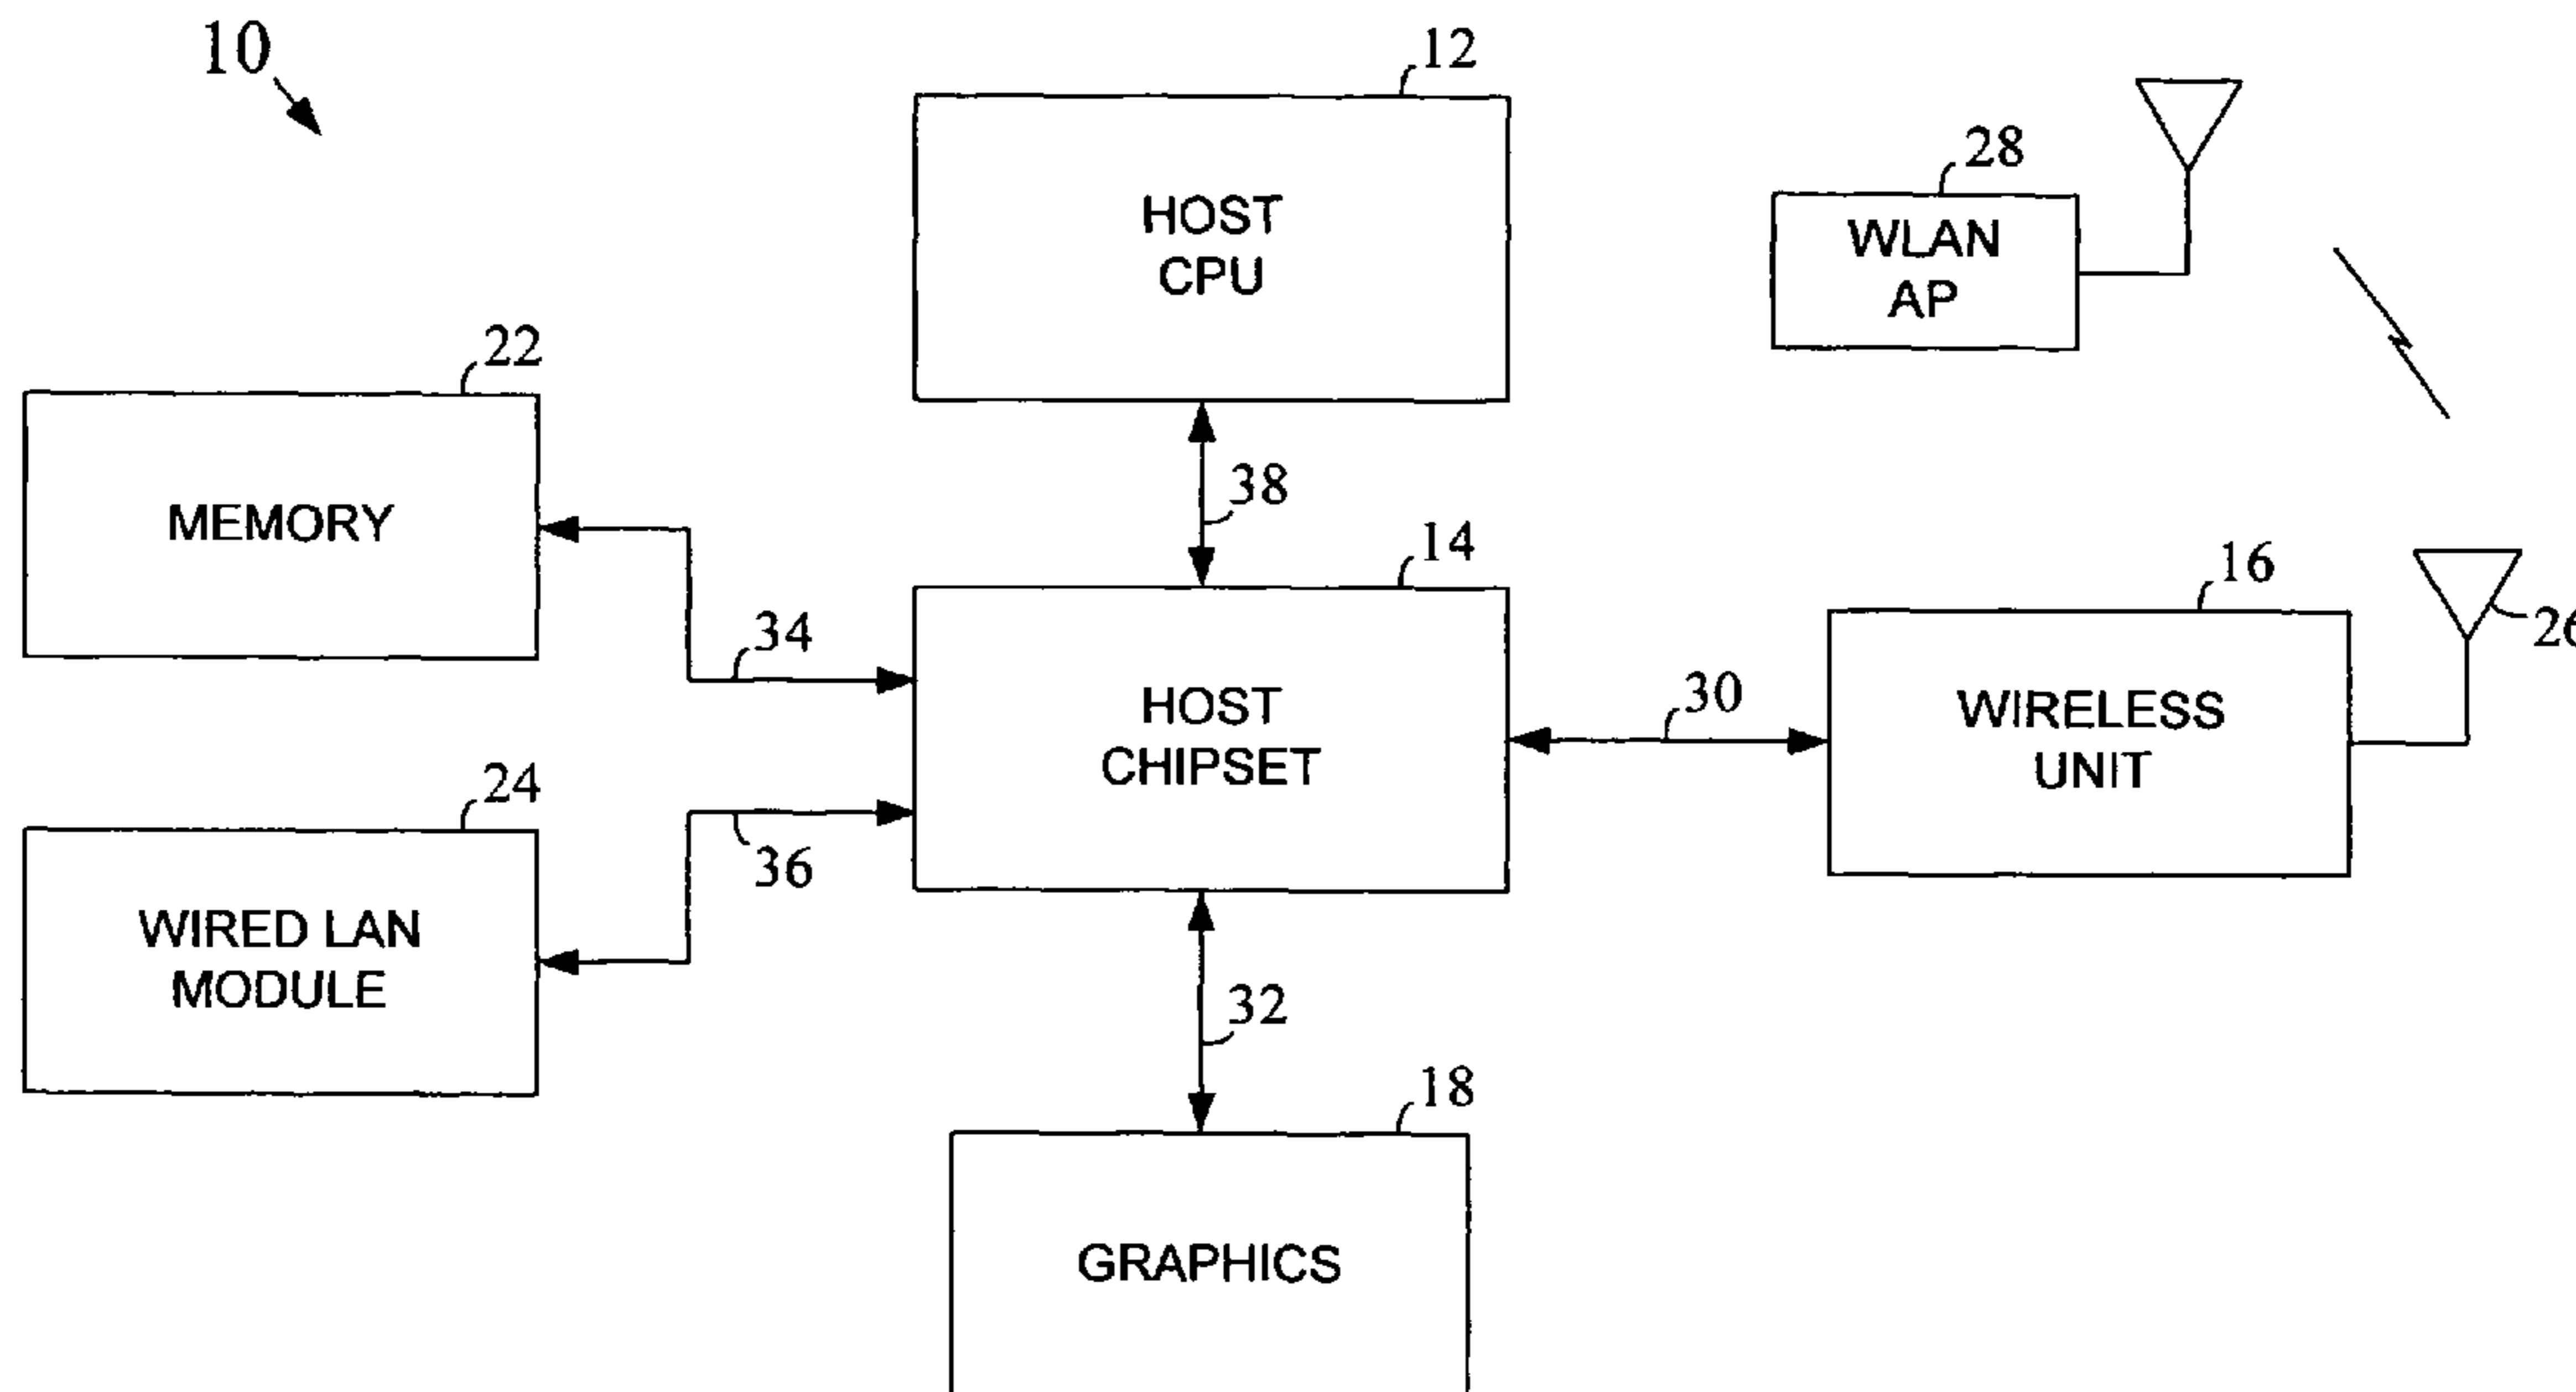 10
12
HOST
CPU
28
WLAN
AP
22
MEMORY
38
34
14
HOST
CHIPSET
30
16
WIRELESS
UNIT
26
24
WIRED LAN
MODULE
36
32
18
GRAPHICS